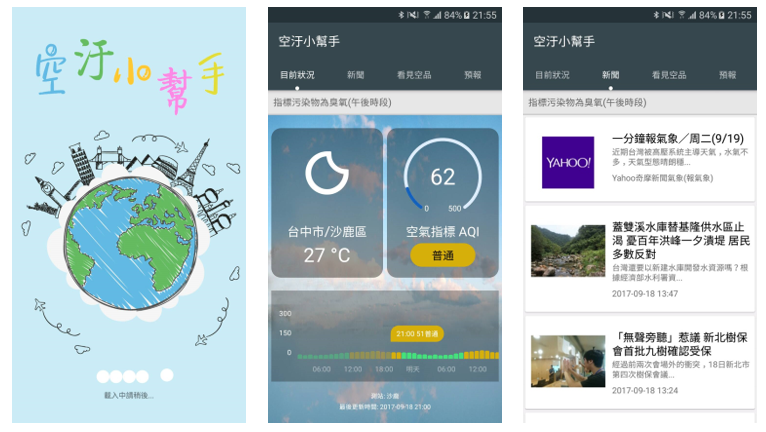 空汙小幫手
載入中請稍後...
84% 21:55
空汙小幫手
目前狀況 新聞 看見空品 預報
指標污染物為臭氧(午後時段)
台中市/沙鹿區
27 °C
62
0 500
空氣指標 AQI
普通
300
150
0
21:00 51普通
06:00 12:00 18:00 明天 06:00 12:00
測站: 沙鹿
最後更新時間: 2017-09-18 21:00
84% 21:55
空汙小幫手
目前狀況 新聞 看見空品 預報
指標污染物為臭氧(午後時段)
YAHOO!
一分鐘報氣象／周二(9/19)
近期台灣被高壓系統主導天氣，水氣不
多，天氣型態晴朗穩...
Yahoo奇摩新聞氣象(報氣象)
蓋雙溪水庫替基隆供水區止
渴 憂百年洪峰一夕潰堤 居民
多數反對
台灣還要以新建水庫開發水資源嗎？根
據經濟部水利署資...
2017-09-18 13:47
「無聲旁聽」惹議 新北樹保
會首批九樹確認受保
經過前兩次會場外的衝突，18日新北市
第四次樹保會議...
2017-09-18 13:24